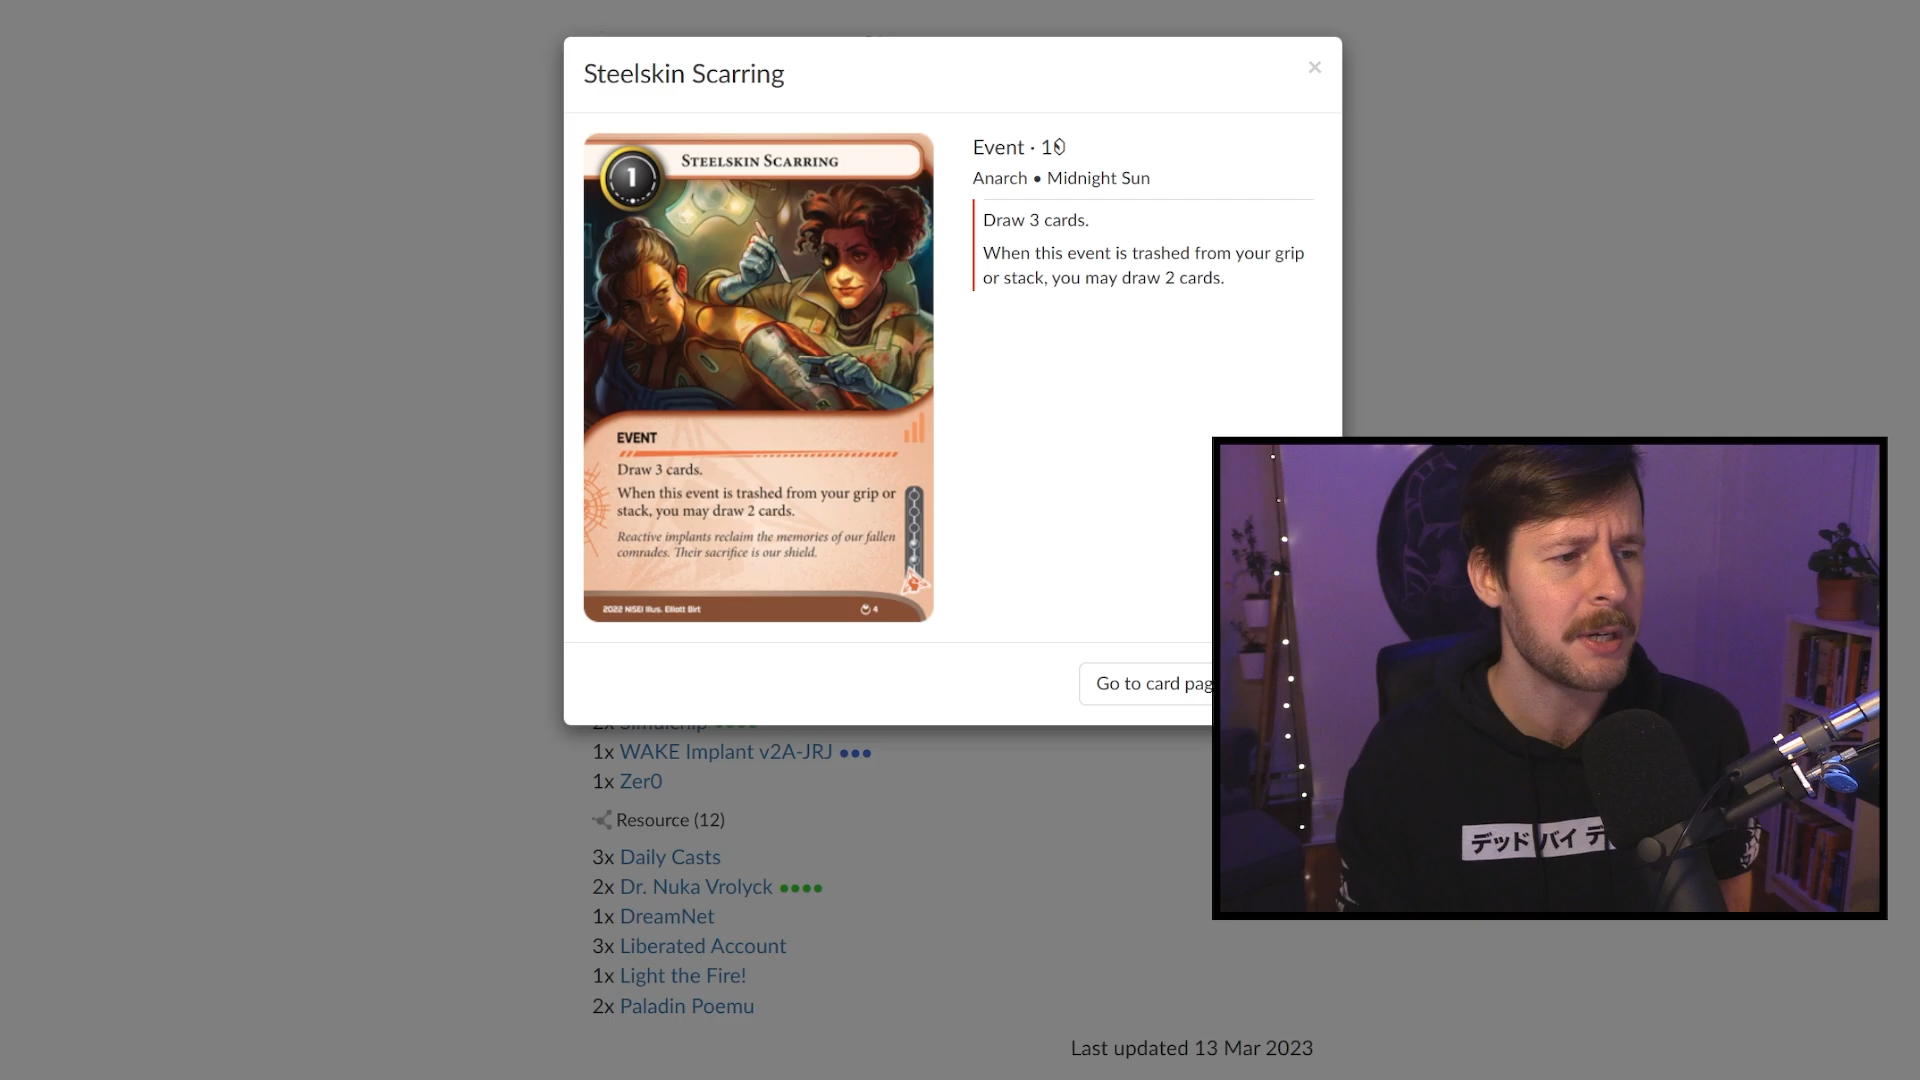 Steelskin Scarring
×
1
STEELSKIN SCARRING
EVENT
Draw 3 cards.
When this event is trashed from your grip or
stack, you may draw 2 cards.
Reactive implants reclaim the memories of our fallen
comrades. Their sacrifice is our shield.
2022 NISEI Illus. Elliott Birt
4
Event · 1
Anarch • Midnight Sun
Draw 3 cards.
When this event is trashed from your grip
or stack, you may draw 2 cards.
Go to card pag
2x Simulchip
1x WAKE Implant v2A-JRJ •••
1x Zer0
Resource (12)
3x Daily Casts
2x Dr. Nuka Vrolyck ••••
1x DreamNet
3x Liberated Account
1x Light the Fire!
2x Paladin Poemu
Last updated 13 Mar 2023
デッド バイ デ